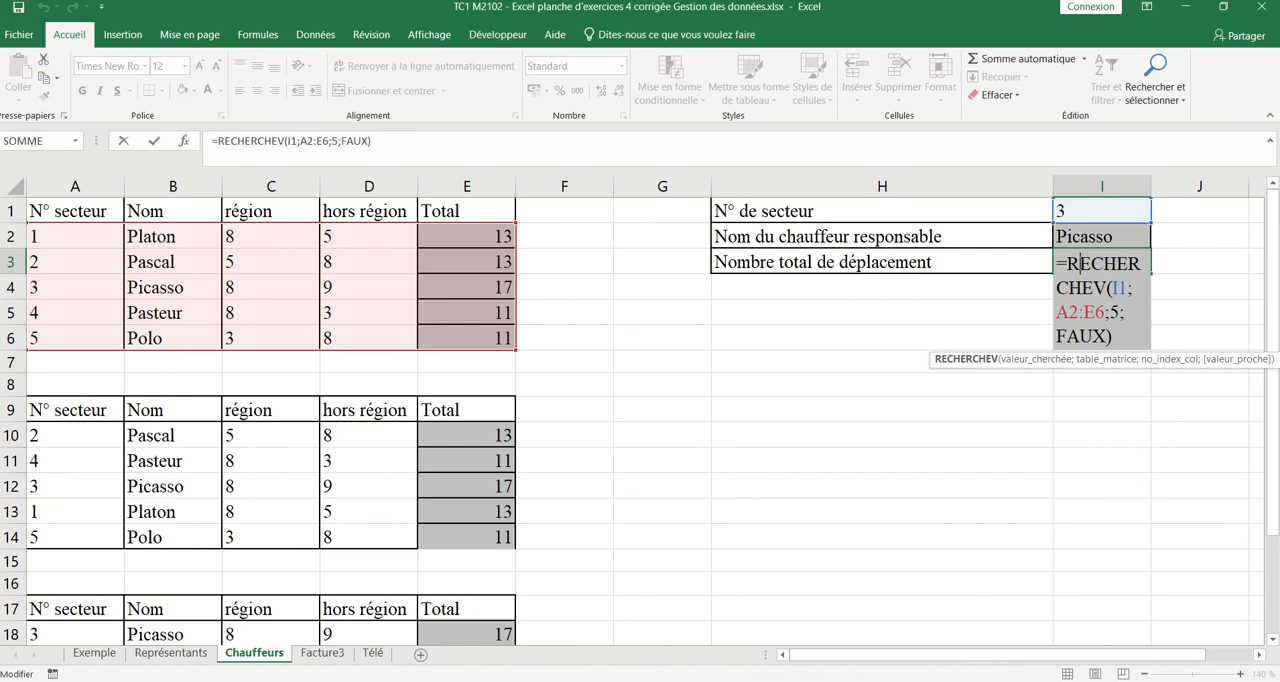 TC1 M2102 - Excel planche d'exercices 4 corrigée Gestion des données.xlsx - Excel
Connexion
Fichier Accueil Insertion Mise en page Formules Données Révision Affichage Développeur Aide Dites-nous ce que vous voulez faire Partager
Coller
Times New Ro 12
G I S
Renvoyer à la ligne automatiquement
Fusionner et centrer
Standard
% 000
Mise en forme conditionnelle
Mettre sous forme de tableau
Styles de cellules
Insérer Supprimer Format
Somme automatique
Recopier
Effacer
Trier et filtrer
Rechercher et sélectionner
Presse-papiers Police Alignement Nombre Styles Cellules Édition
SOMME fx =RECHERCHEV(I1;A2:E6;5;FAUX)
A B C D E F G H I J
1 N° secteur Nom région hors région Total N° de secteur 3
2 1 Platon 8 5 13 Nom du chauffeur responsable Picasso
3 2 Pascal 5 8 13 Nombre total de déplacement =RECHER
4 3 Picasso 8 9 17 CHEV(I1;
5 4 Pasteur 8 3 11 A2:E6;5;
6 5 Polo 3 8 11 FAUX)
7 RECHERCHEV(valeur_cherchée; table_matrice; no_index_col; [valeur_proche])
8
9 N° secteur Nom région hors région Total
10 2 Pascal 5 8 13
11 4 Pasteur 8 3 11
12 3 Picasso 8 9 17
13 1 Platon 8 5 13
14 5 Polo 3 8 11
15
16
17 N° secteur Nom région hors région Total
18 3 Picasso 8 9 17
Exemple Représentants Chauffeurs Facture3 Télé
Modifier 140 %